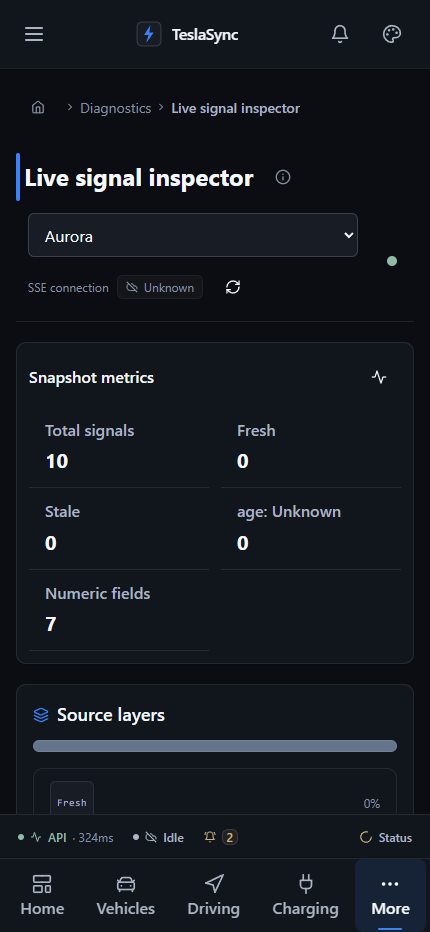 TeslaSync
Diagnostics Live signal inspector
Live signal inspector
Aurora
SSE connection Unknown
Snapshot metrics
Total signals Fresh
10 0
Stale age: Unknown
0 0
Numeric fields
7
Source layers
Fresh 0%
API · 324ms Idle 2 Status
Home Vehicles Driving Charging More